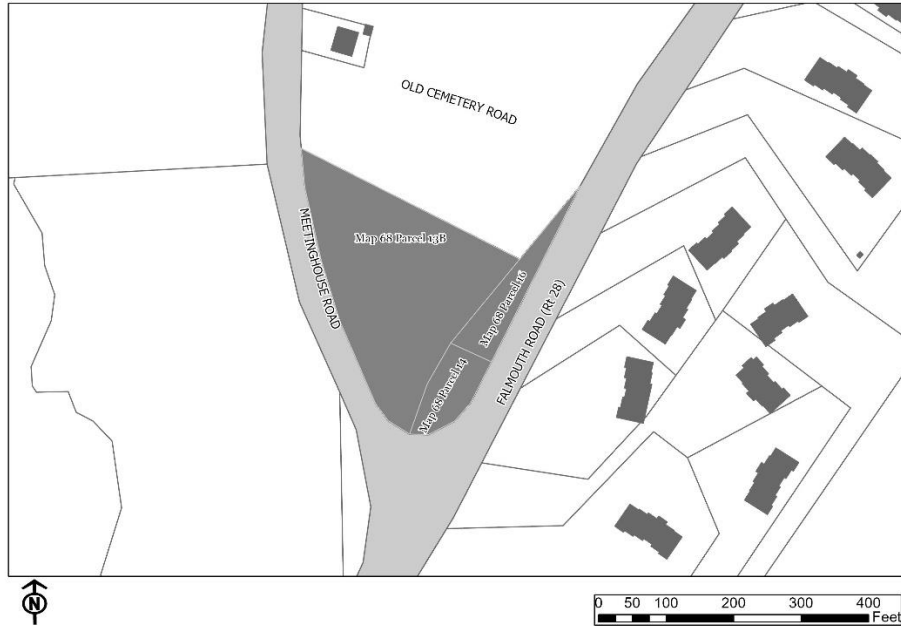 OLD CEMETERY ROAD
Map 68 Parcel 13B
MEETINGHOUSE ROAD
Map 68 Parcel 16
FALMOUTH ROAD (Rt 28)
Map 68 Parcel 14
N
0 50 100 200 300 400
Feet